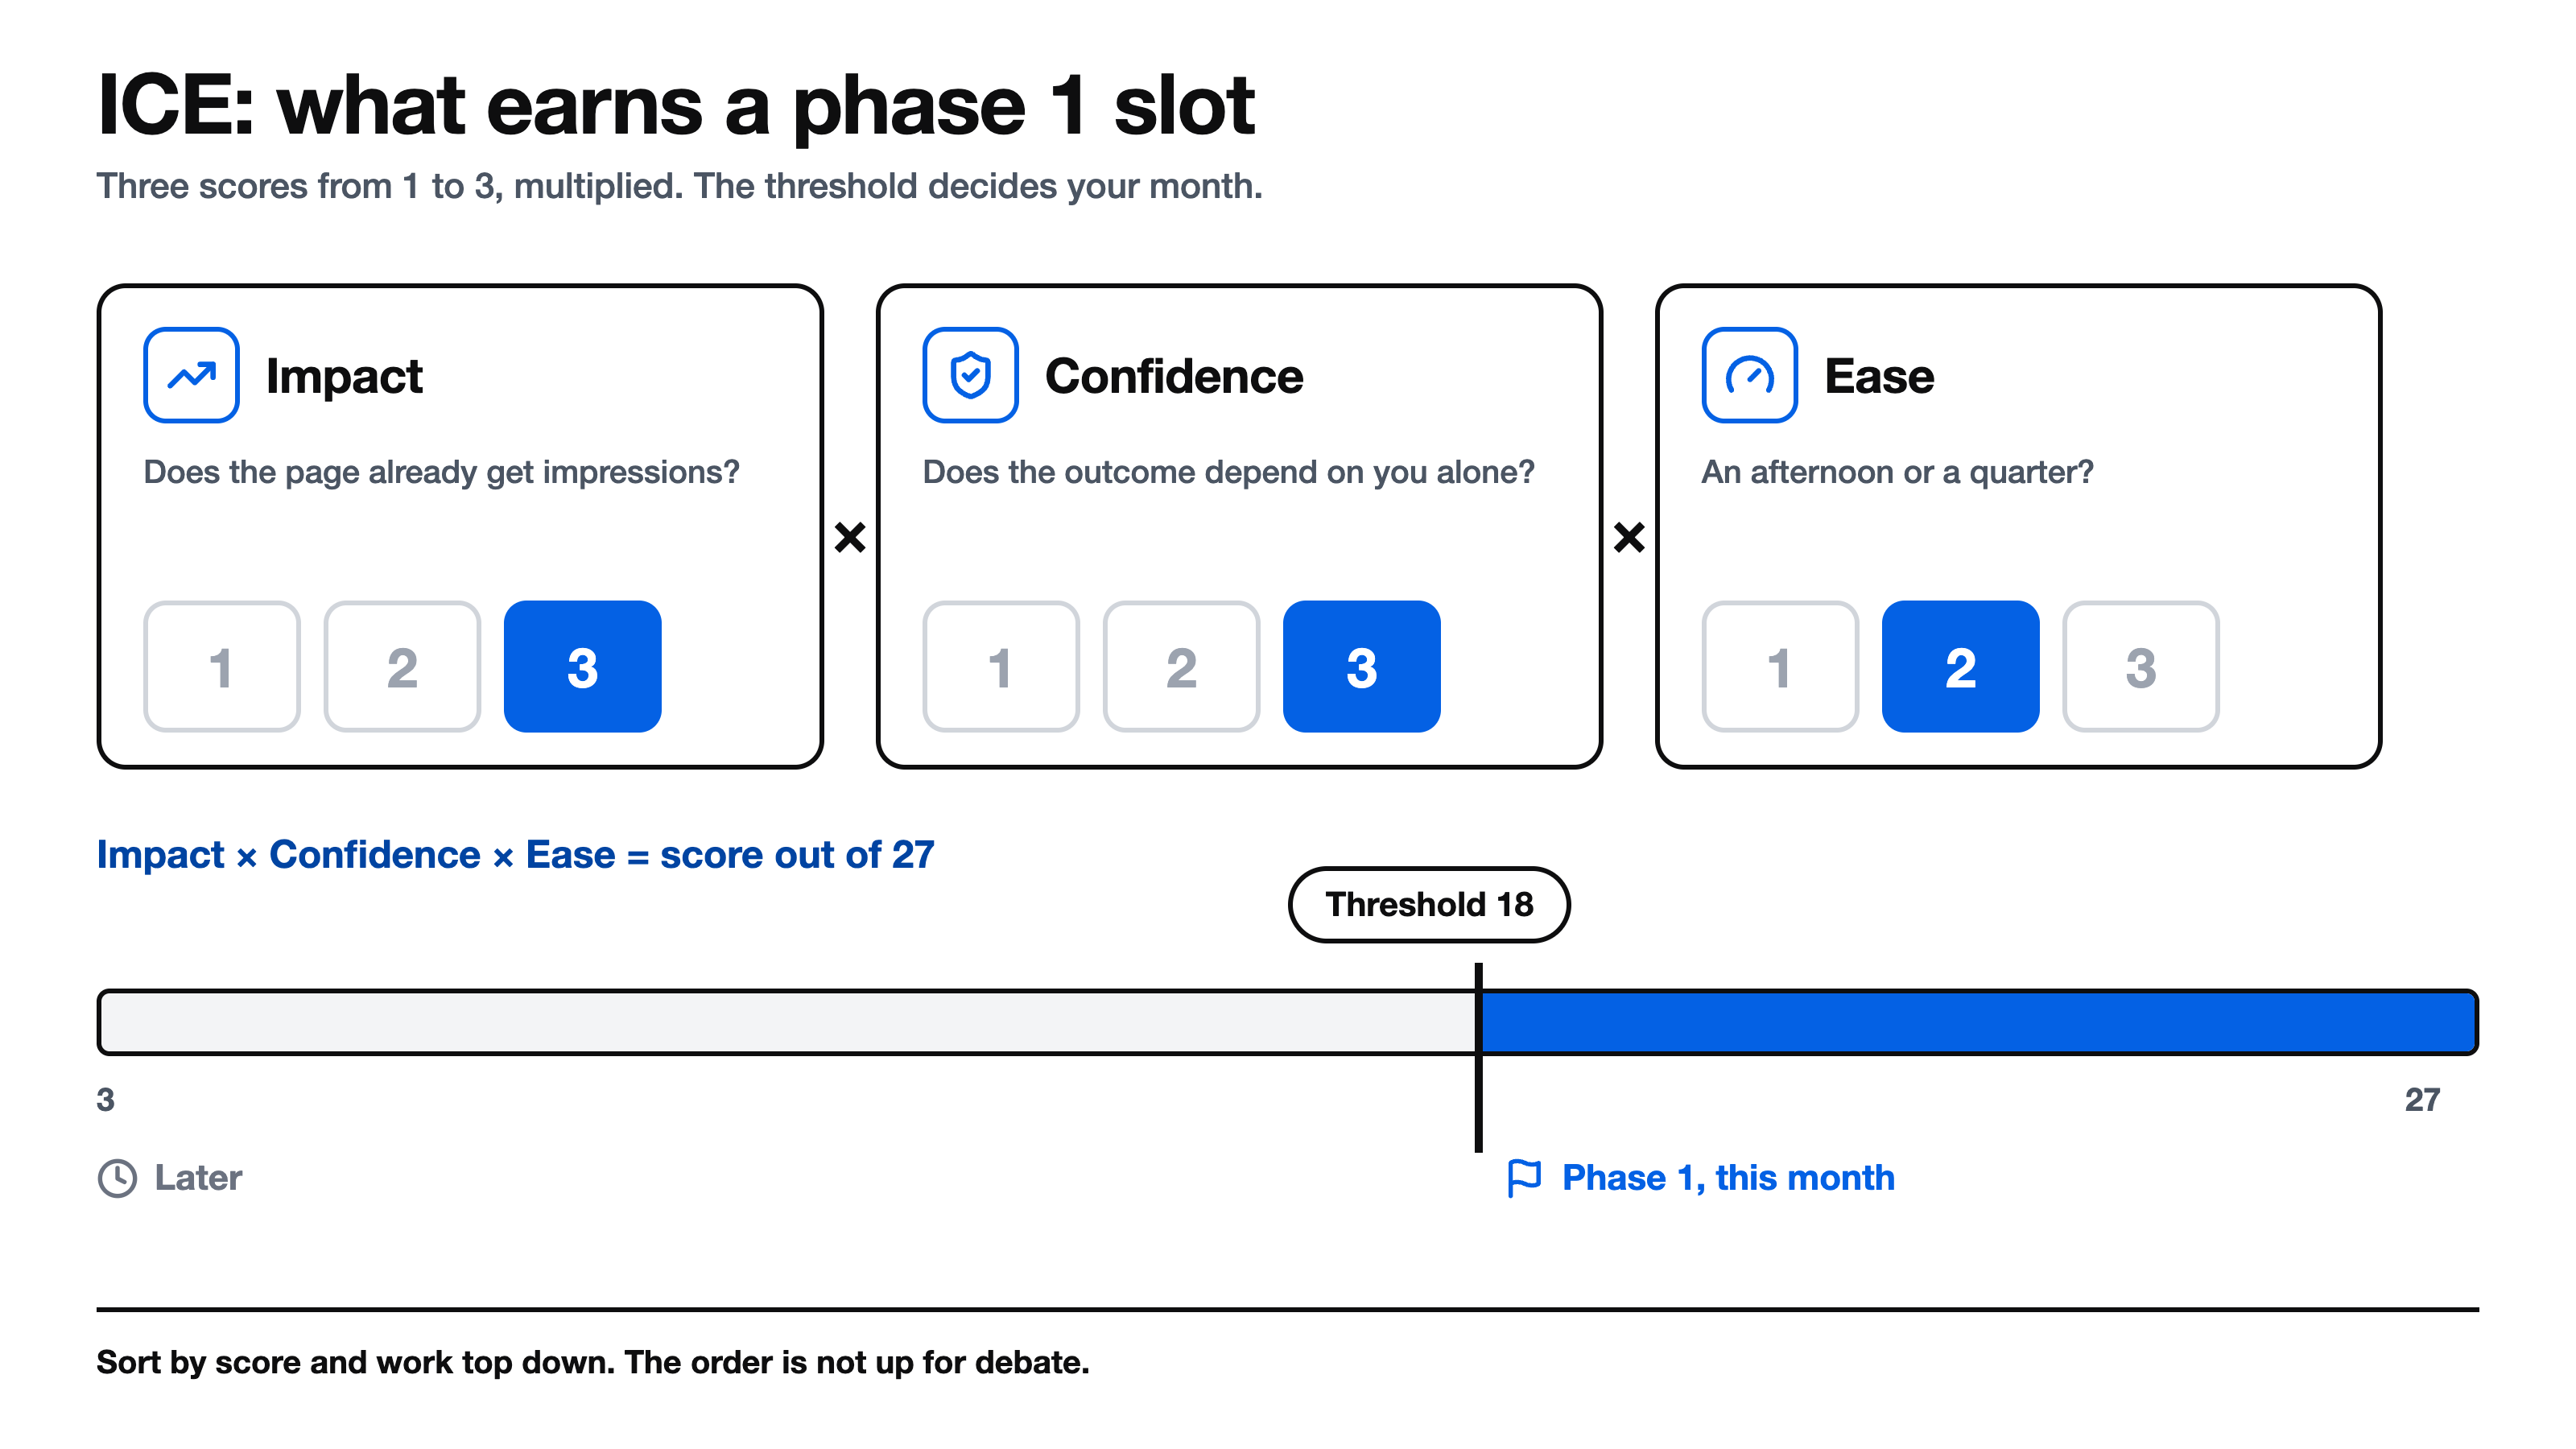 ICE: what earns a phase 1 slot
Three scores from 1 to 3, multiplied. The threshold decides your month.
Impact
Does the page already get impressions?
1 2 3
×
Confidence
Does the outcome depend on you alone?
1 2 3
×
Ease
An afternoon or a quarter?
1 2 3
Impact × Confidence × Ease = score out of 27
Threshold 18
3
27
Later
Phase 1, this month
Sort by score and work top down. The order is not up for debate.